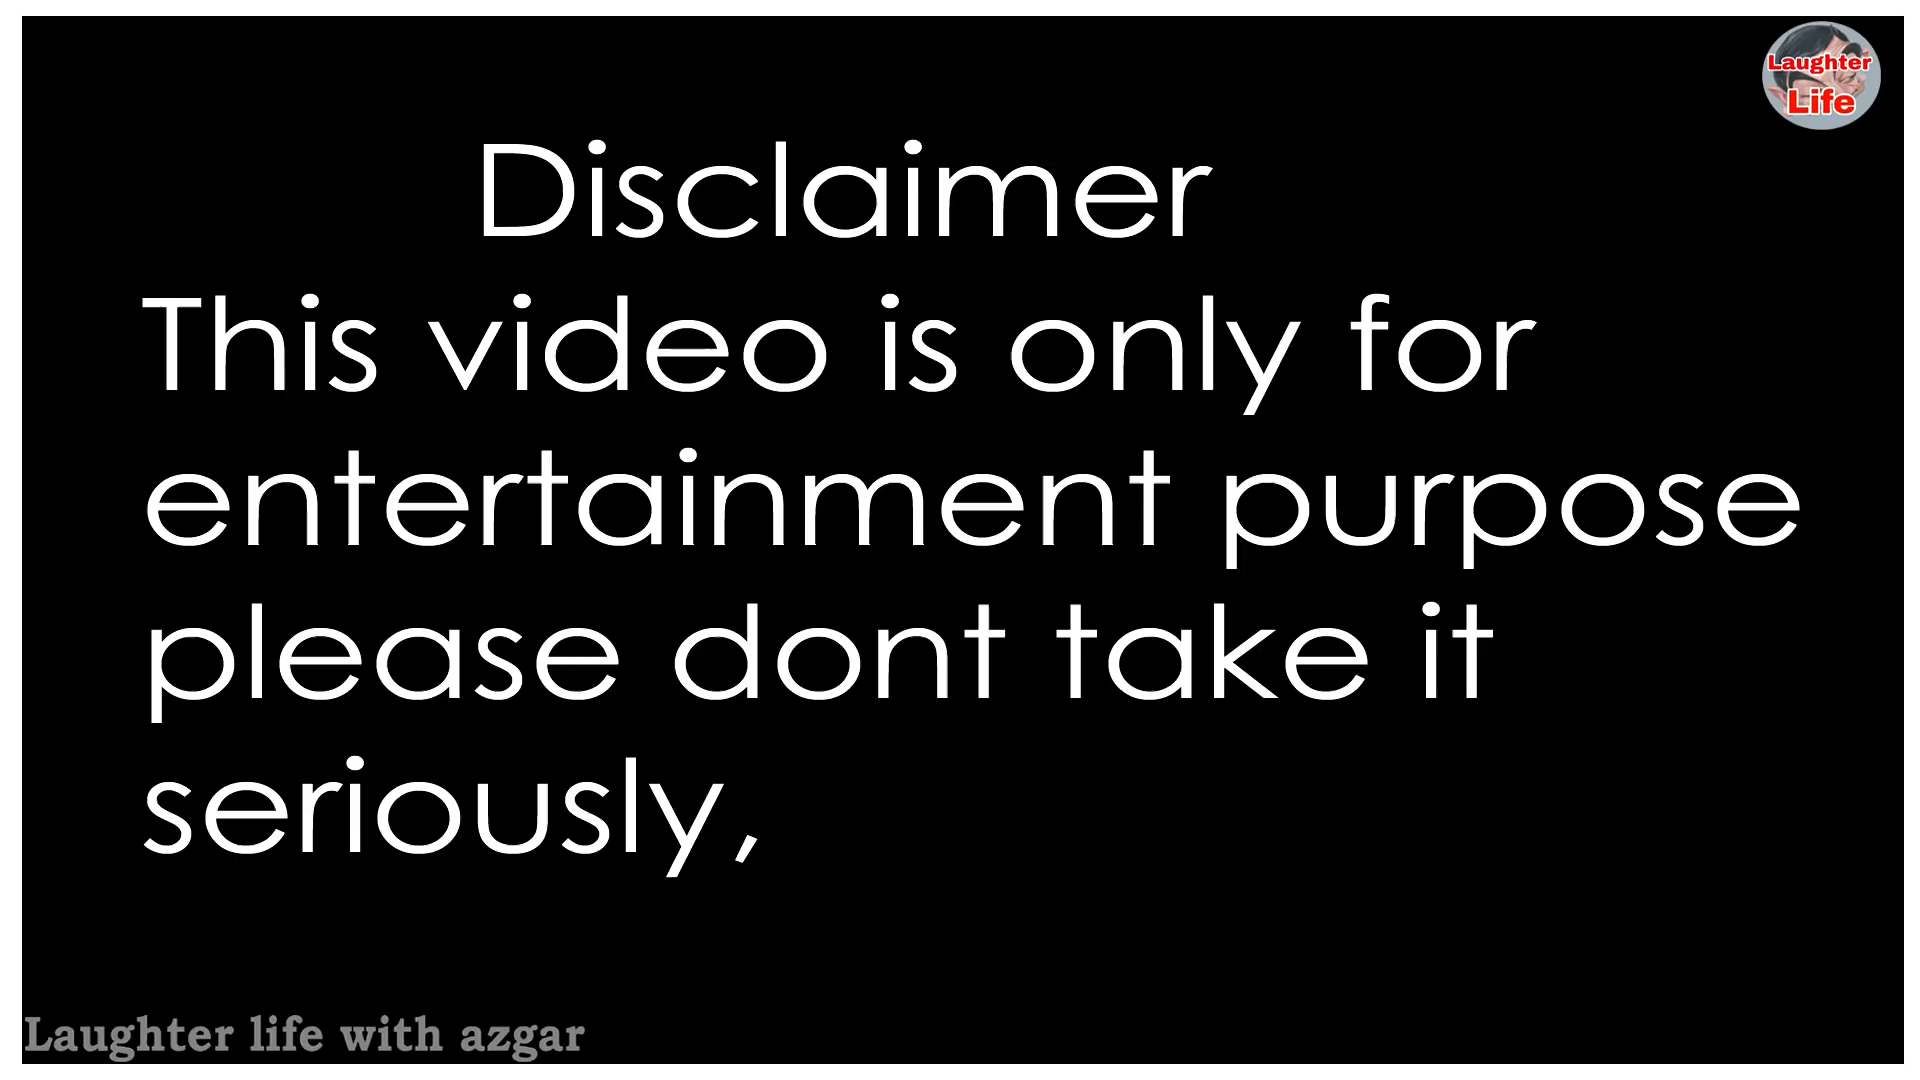 Laughter
Life
Disclaimer
This video is only for
entertainment purpose
please dont take it
seriously,
Laughter life with azgar